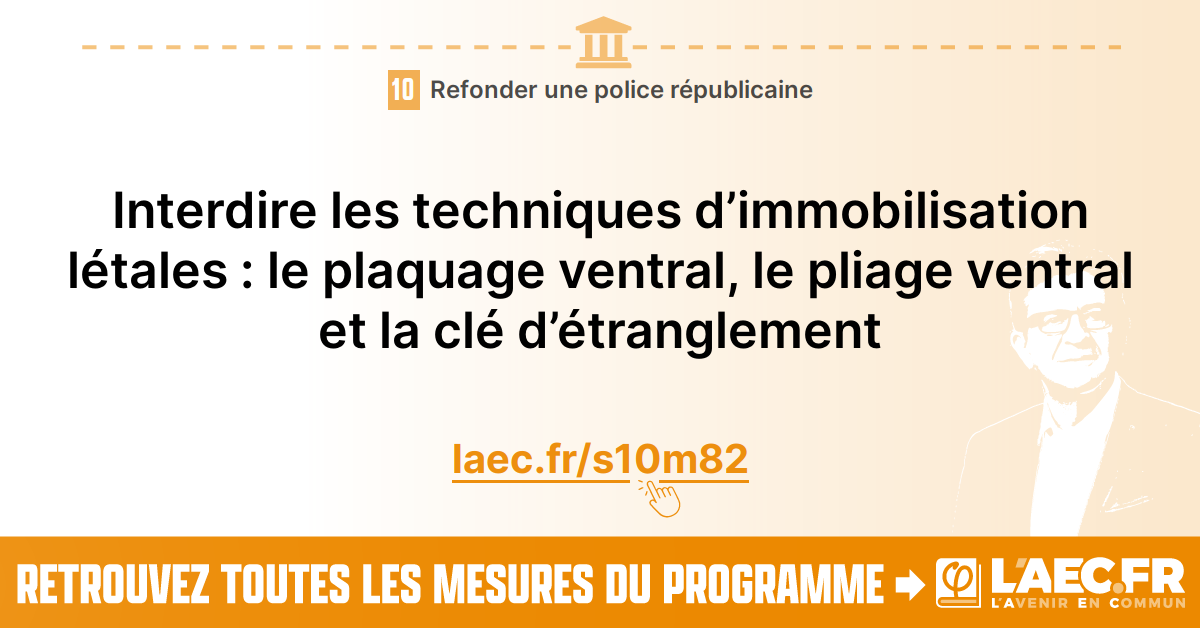 10 Refonder une police républicaine
Interdire les techniques d’immobilisation
létales : le plaquage ventral, le pliage ventral
et la clé d’étranglement
laec.fr/s10m82
RETROUVEZ TOUTES LES MESURES DU PROGRAMME
φ L’AEC.FR
L’AVENIR EN COMMUN